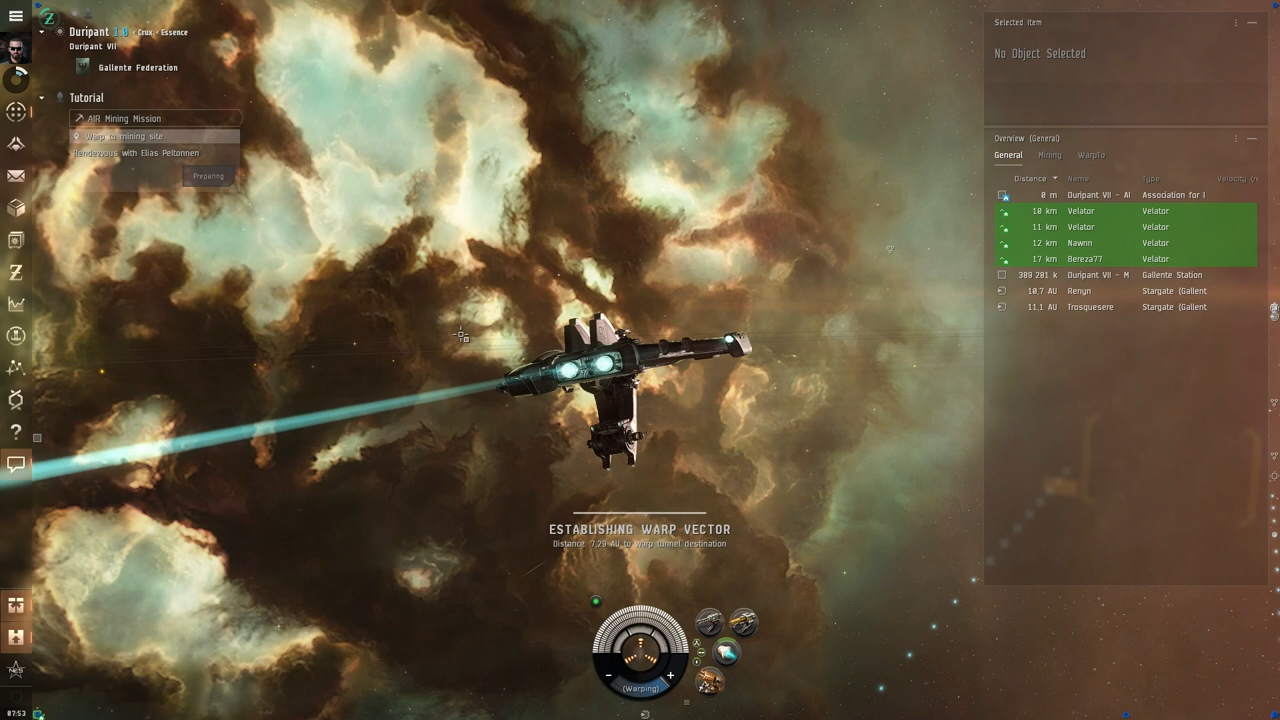 Duripant 1.0 ‹ Crux ‹ Essence
Duripant VII
Gallente Federation
Tutorial
AIR Mining Mission
Warp to mining site
Rendezvous with Elias Peltonnen
Preparing
Selected Item
No Object Selected
Overview (General)
General Mining WarpTo
Distance Name Type Velocity (m
0 m Duripant VII - AI Association for I
10 km Velator Velator
11 km Velator Velator
12 km Nawnn Velator
17 km Bereza77 Velator
389 281 k Duripant VII - M Gallente Station
10,7 AU Renyn Stargate (Gallent
11,1 AU Trosquesere Stargate (Gallent
ESTABLISHING WARP VECTOR
Distance: 7,29 AU to warp tunnel destination
(Warping)
NES
07:53